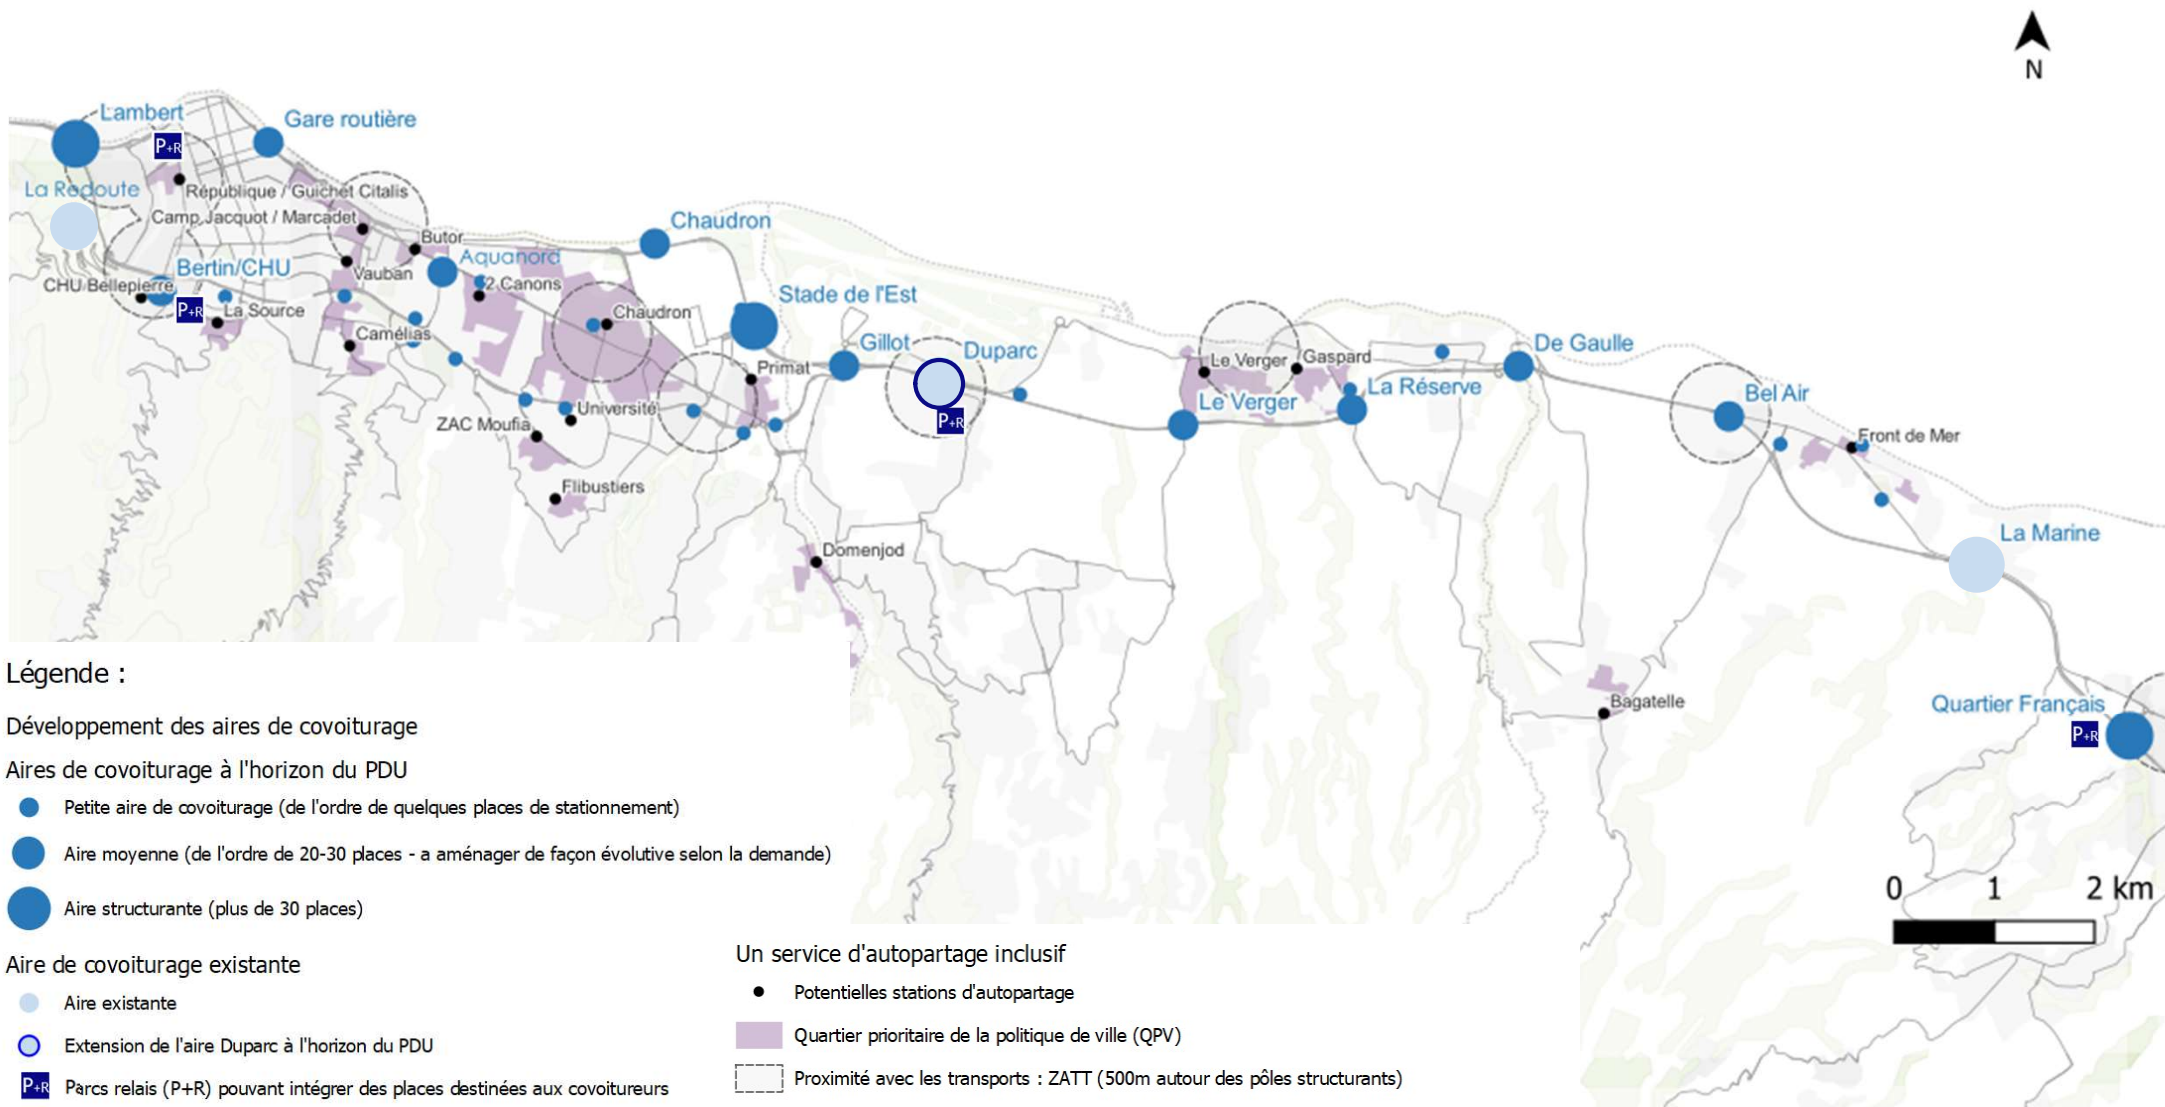 N
Lambert
Gare routière
P+R
La Redoute
République / Guichet Citalis
Camp Jacquot / Marcadet
Chaudron
Butor
Bertin/CHU
Aquanord
Vauban
CHU Bellepierre
2 Canons
P+R
La Source
Chaudron
Stade de l'Est
Camélias
Gillot
Duparc
De Gaulle
Primat
Le Verger
Gaspard
La Réserve
Bel Air
Le Verger
Université
P+R
ZAC Moufia
Front de Mer
Flibustiers
La Marine
Domenjod
Bagatelle
Quartier Français
P+R
0 1 2 km
Légende :
Développement des aires de covoiturage
Aires de covoiturage à l'horizon du PDU
Petite aire de covoiturage (de l'ordre de quelques places de stationnement)
Aire moyenne (de l'ordre de 20-30 places - a aménager de façon évolutive selon la demande)
Aire structurante (plus de 30 places)
Aire de covoiturage existante
Aire existante
Extension de l'aire Duparc à l'horizon du PDU
P+R Parcs relais (P+R) pouvant intégrer des places destinées aux covoitureurs
Un service d'autopartage inclusif
Potentielles stations d'autopartage
Quartier prioritaire de la politique de ville (QPV)
Proximité avec les transports : ZATT (500m autour des pôles structurants)